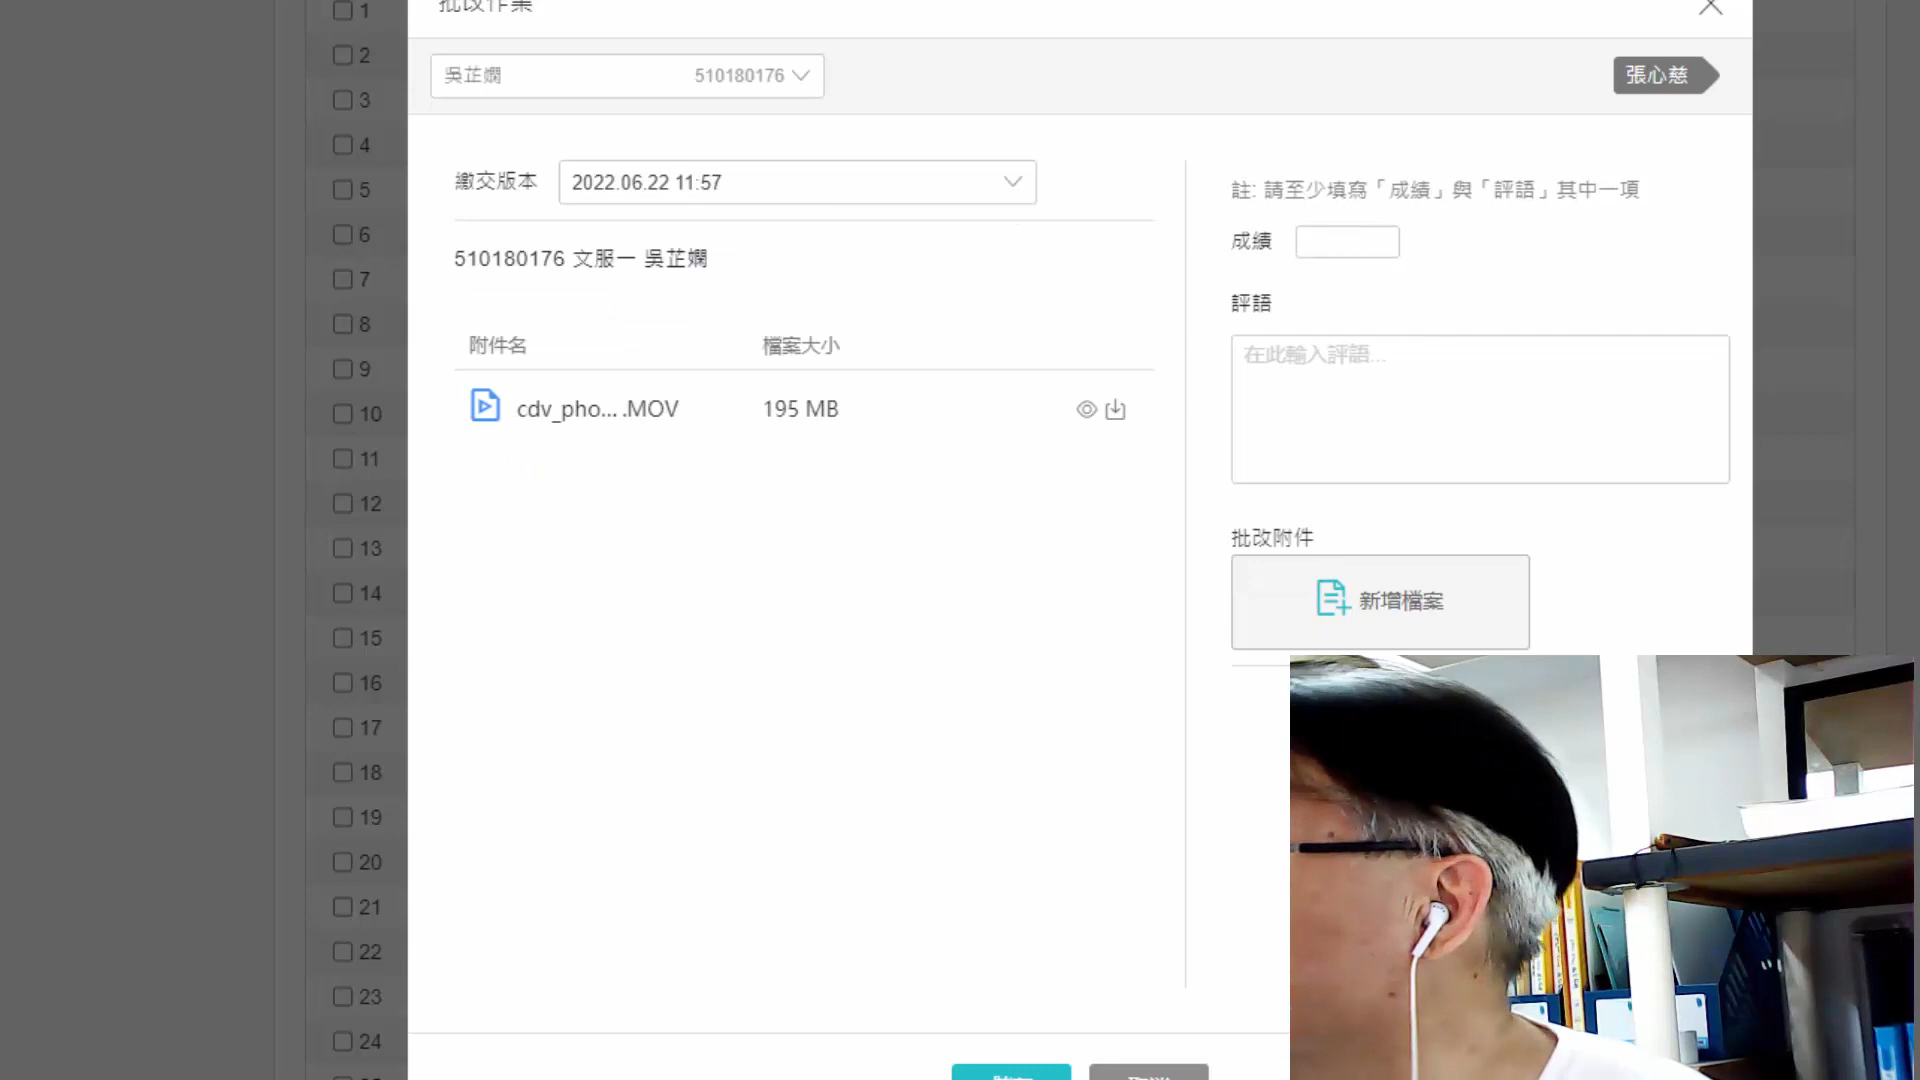 批改作業
1
2
3
4
5
6
7
8
9
10
11
12
13
14
15
16
17
18
19
20
21
22
23
24
吳芷嫻 510180176
張心慈
繳交版本 2022.06.22 11:57
510180176 文服一 吳芷嫻
附件名 檔案大小
cdv_pho... .MOV 195 MB
註: 請至少填寫「成績」與「評語」其中一項
成績
評語
在此輸入評語...
批改附件
新增檔案